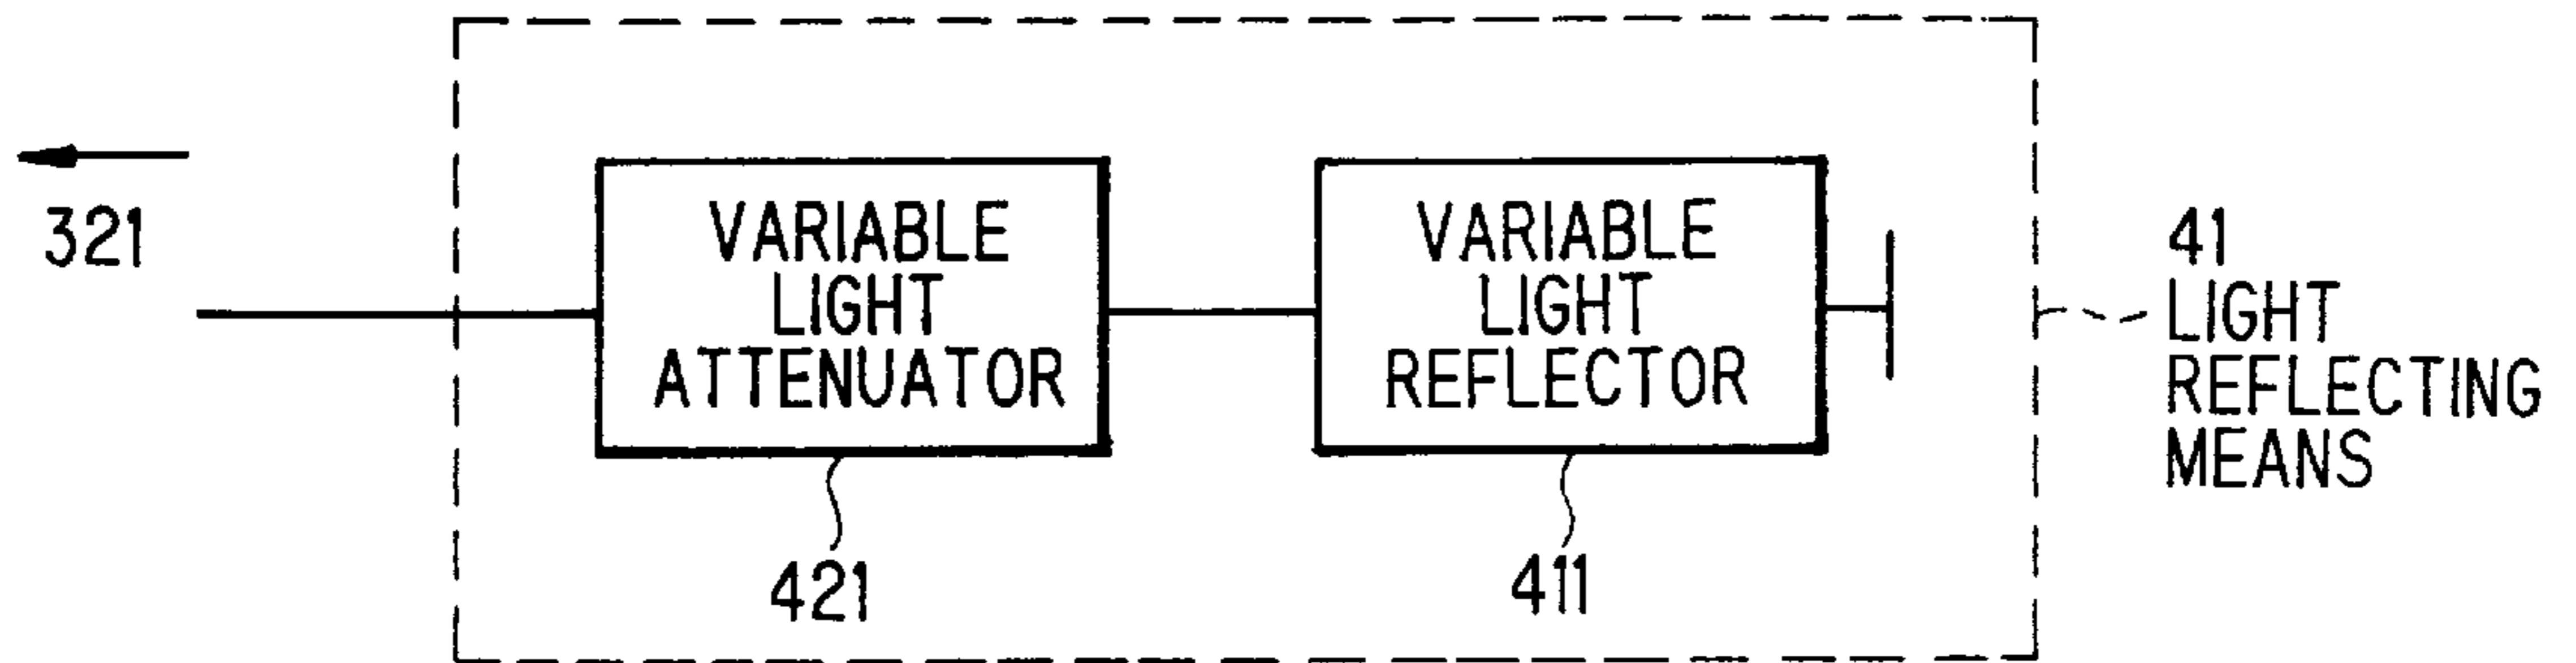 321
VARIABLE
LIGHT
ATTENUATOR
421
VARIABLE
LIGHT
REFLECTOR
411
41
LIGHT
REFLECTING
MEANS